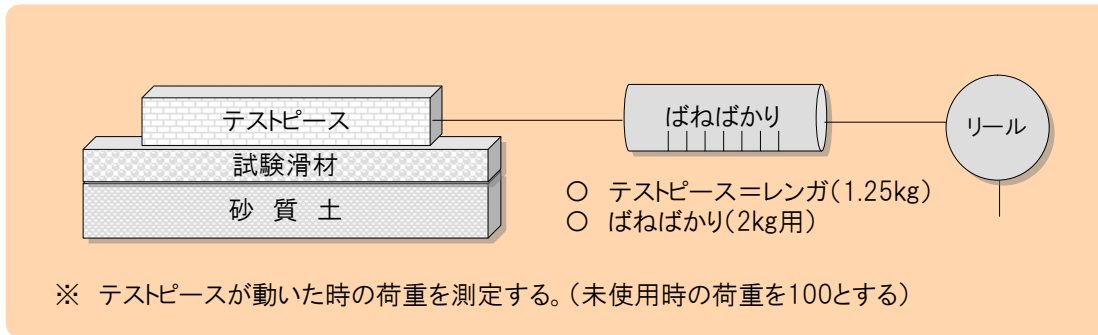 テストピース
ばねばかり
リール
試験滑材
砂 質 土
○ テストピース=レンガ(1.25kg)
○ ばねばかり(2kg用)
※ テストピースが動いた時の荷重を測定する。(未使用時の荷重を100とする)